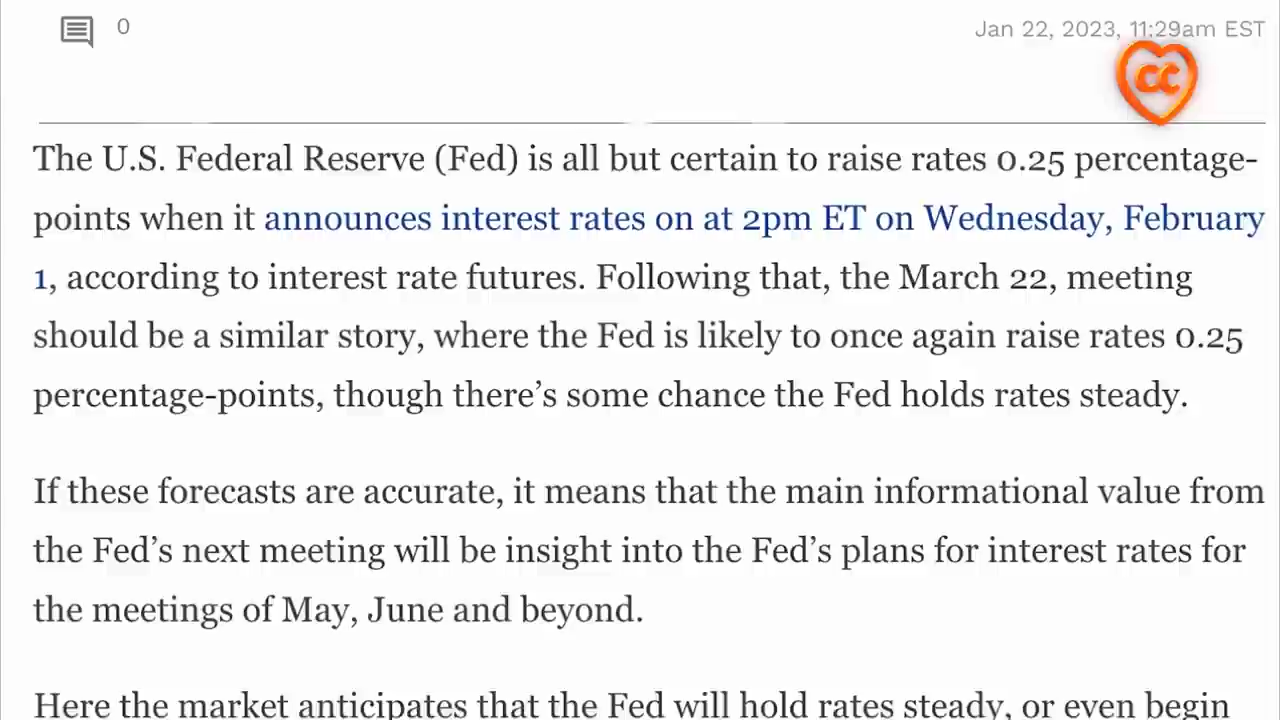 0
Jan 22, 2023, 11:29am EST
CC
The U.S. Federal Reserve (Fed) is all but certain to raise rates 0.25 percentage-
points when it announces interest rates on at 2pm ET on Wednesday, February
1, according to interest rate futures. Following that, the March 22, meeting
should be a similar story, where the Fed is likely to once again raise rates 0.25
percentage-points, though there’s some chance the Fed holds rates steady.
If these forecasts are accurate, it means that the main informational value from
the Fed’s next meeting will be insight into the Fed’s plans for interest rates for
the meetings of May, June and beyond.
Here the market anticipates that the Fed will hold rates steady, or even begin